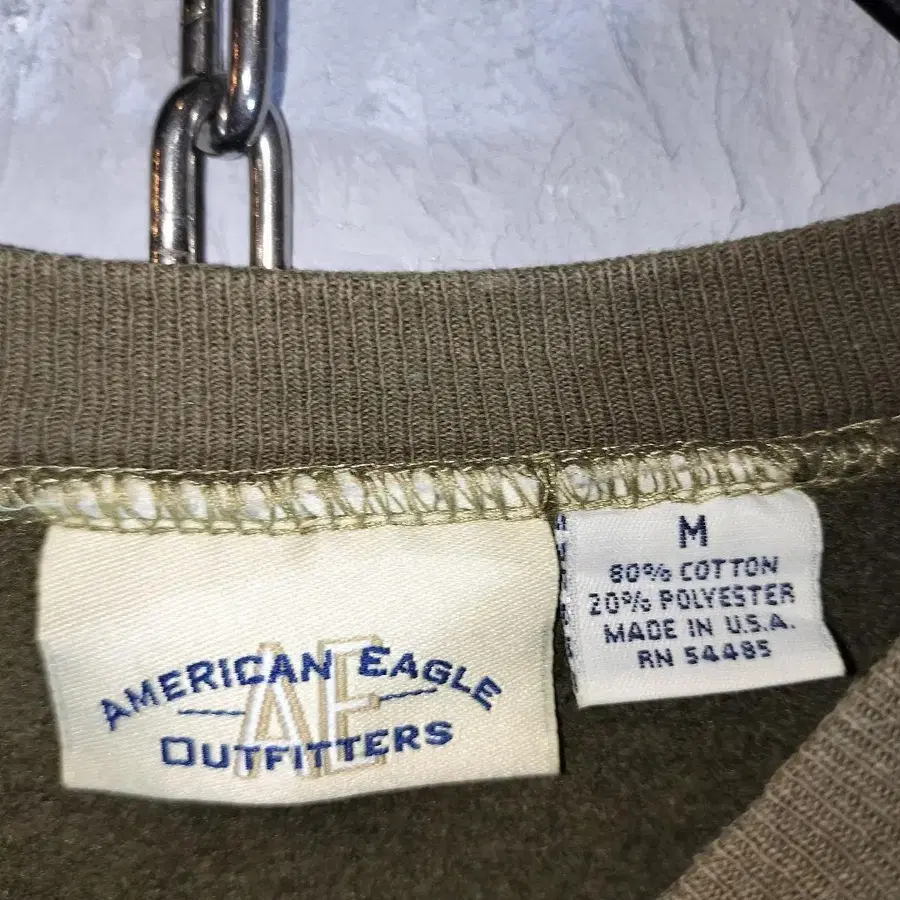 AMERICAN EAGLE
AE
OUTFITTERS
M
80% COTTON
20% POLYESTER
MADE IN U.S.A.
RN 54485